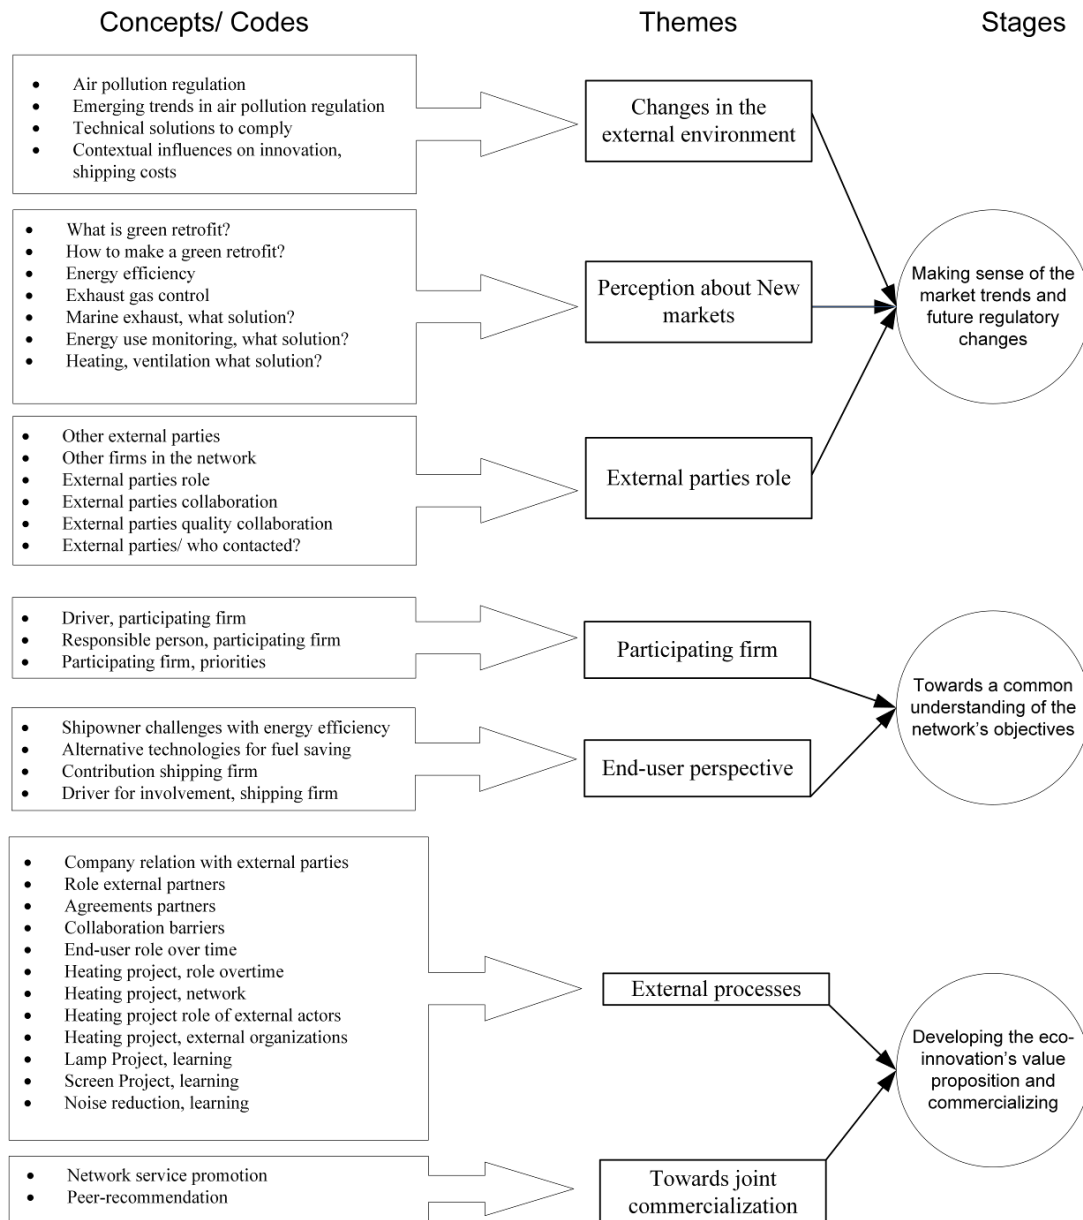 Concepts/ Codes
Themes
Stages
• Air pollution regulation
• Emerging trends in air pollution regulation
• Technical solutions to comply
• Contextual influences on innovation,
shipping costs
Changes in the
external environment
• What is green retrofit?
• How to make a green retrofit?
• Energy efficiency
• Exhaust gas control
• Marine exhaust, what solution?
• Energy use monitoring, what solution?
• Heating, ventilation what solution?
Perception about New
markets
Making sense of the
market trends and
future regulatory
changes
• Other external parties
• Other firms in the network
• External parties role
• External parties collaboration
• External parties quality collaboration
• External parties/ who contacted?
External parties role
• Driver, participating firm
• Responsible person, participating firm
• Participating firm, priorities
Participating firm
Towards a common
understanding of the
network's objectives
• Shipowner challenges with energy efficiency
• Alternative technologies for fuel saving
• Contribution shipping firm
• Driver for involvement, shipping firm
End-user perspective
• Company relation with external parties
• Role external partners
• Agreements partners
• Collaboration barriers
• End-user role over time
• Heating project, role overtime
• Heating project, network
• Heating project role of external actors
• Heating project, external organizations
• Lamp Project, learning
• Screen Project, learning
• Noise reduction, learning
External processes
Developing the eco-
innovation's value
proposition and
commercializing
• Network service promotion
• Peer-recommendation
Towards joint
commercialization